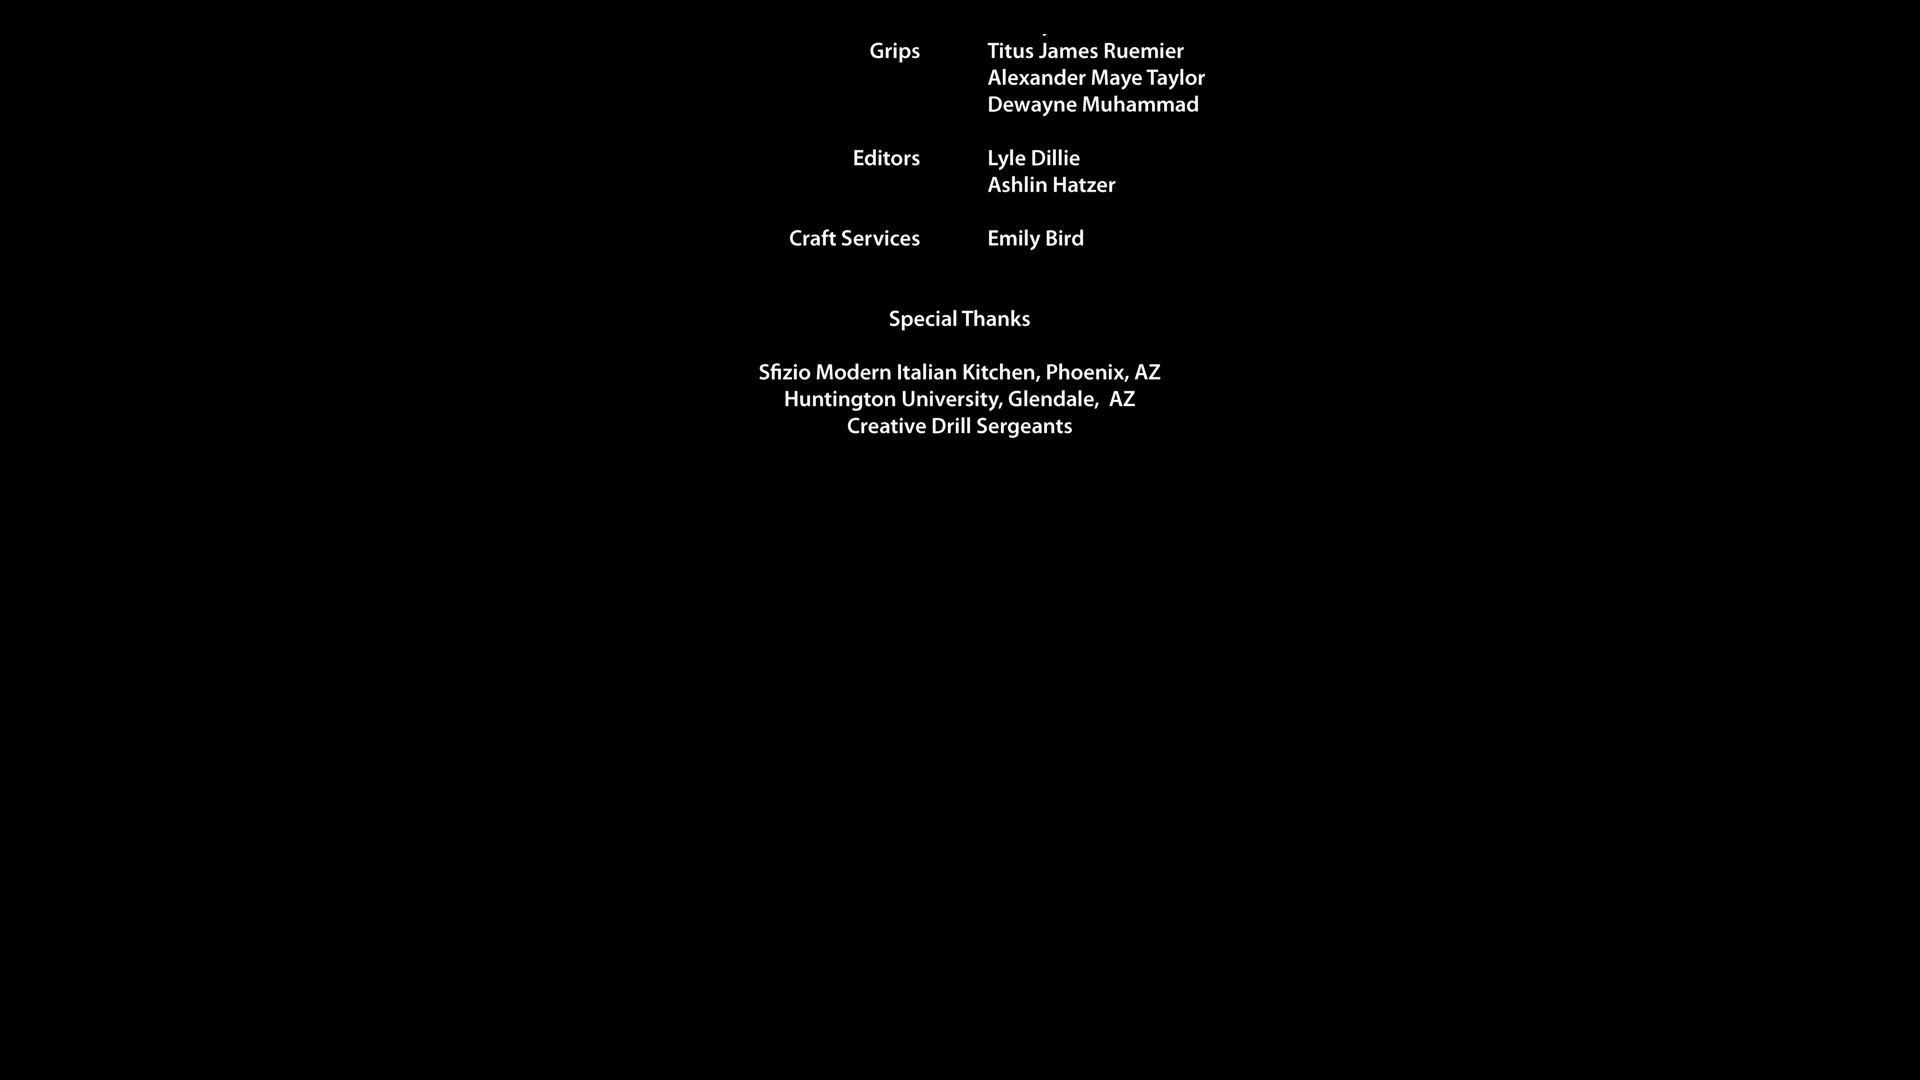 Grips Titus James Ruemier
Alexander Maye Taylor
Dewayne Muhammad
Editors Lyle Dillie
Ashlin Hatzer
Craft Services Emily Bird
Special Thanks
Sfizio Modern Italian Kitchen, Phoenix, AZ
Huntington University, Glendale,  AZ
Creative Drill Sergeants